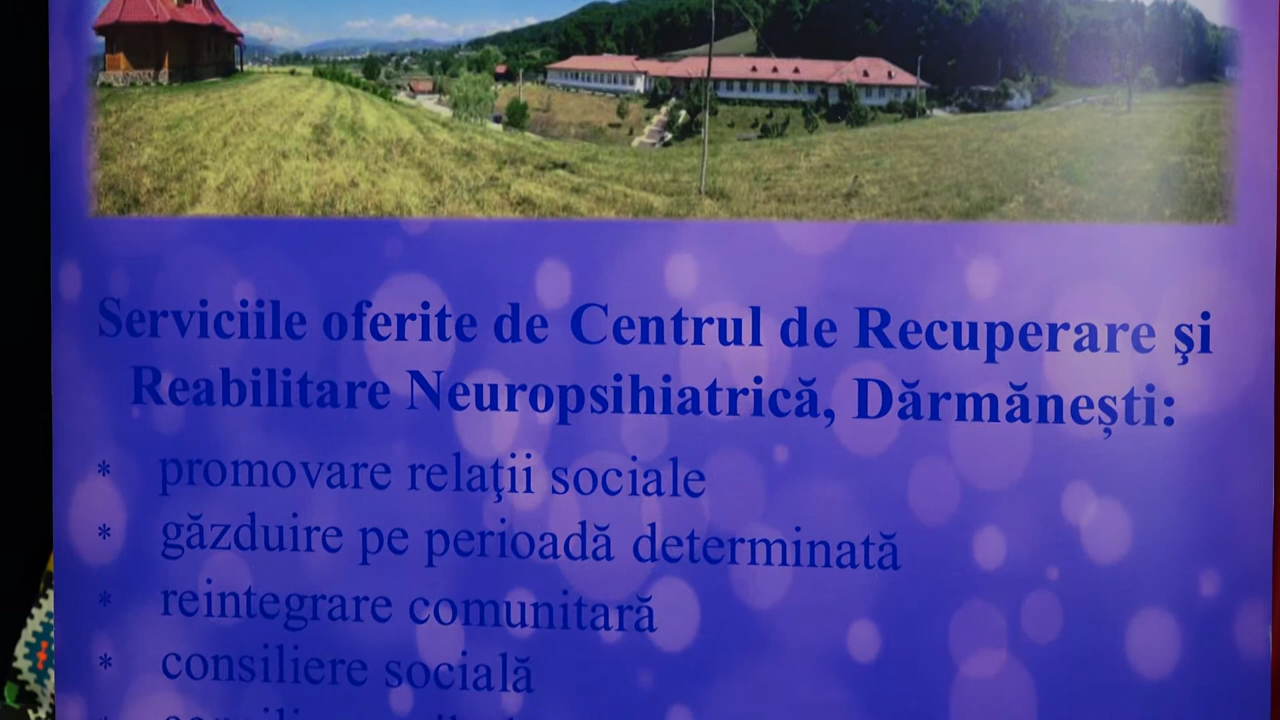 Serviciile oferite de Centrul de Recuperare şi
Reabilitare Neuropsihiatrică, Dărmănești:
* promovare relaţii sociale
* găzduire pe perioadă determinată
* reintegrare comunitară
* consiliere socială